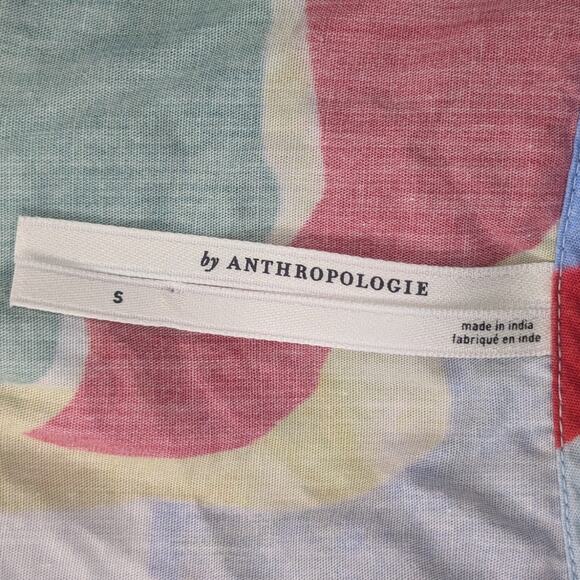 by ANTHROPOLOGIE
S
made in india
fabriqué en inde